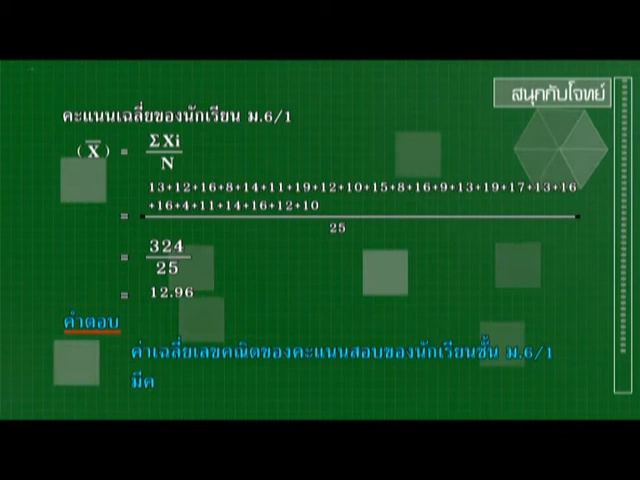 สนุกกับโจทย์
คะแนนเฉลี่ยของนักเรียน ม.6/1
(X̅) = ΣXi
N
13+12+16+8+14+11+19+12+10+15+8+16+9+13+19+17+13+16
= +16+4+11+14+16+12+10
25
= 324
25
= 12.96
คำตอบ
ค่าเฉลี่ยเลขคณิตของคะแนนสอบของนักเรียนชั้น ม.6/1
มีค